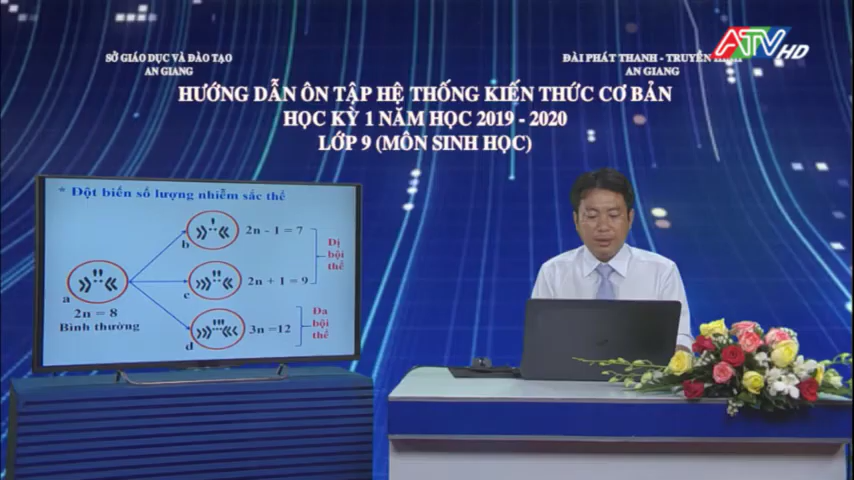 ATV HD
SỞ GIÁO DỤC VÀ ĐÀO TẠO
AN GIANG
ĐÀI PHÁT THANH - TRUYỀN HÌNH
AN GIANG
HƯỚNG DẪN ÔN TẬP HỆ THỐNG KIẾN THỨC CƠ BẢN
HỌC KỲ 1 NĂM HỌC 2019 - 2020
LỚP 9 (MÔN SINH HỌC)
* Đột biến số lượng nhiễm sắc thể
a
2n = 8
Bình thường
b
2n - 1 = 7
c
2n + 1 = 9
Dị
bội
thể
d
3n =12
Đa
bội
thể